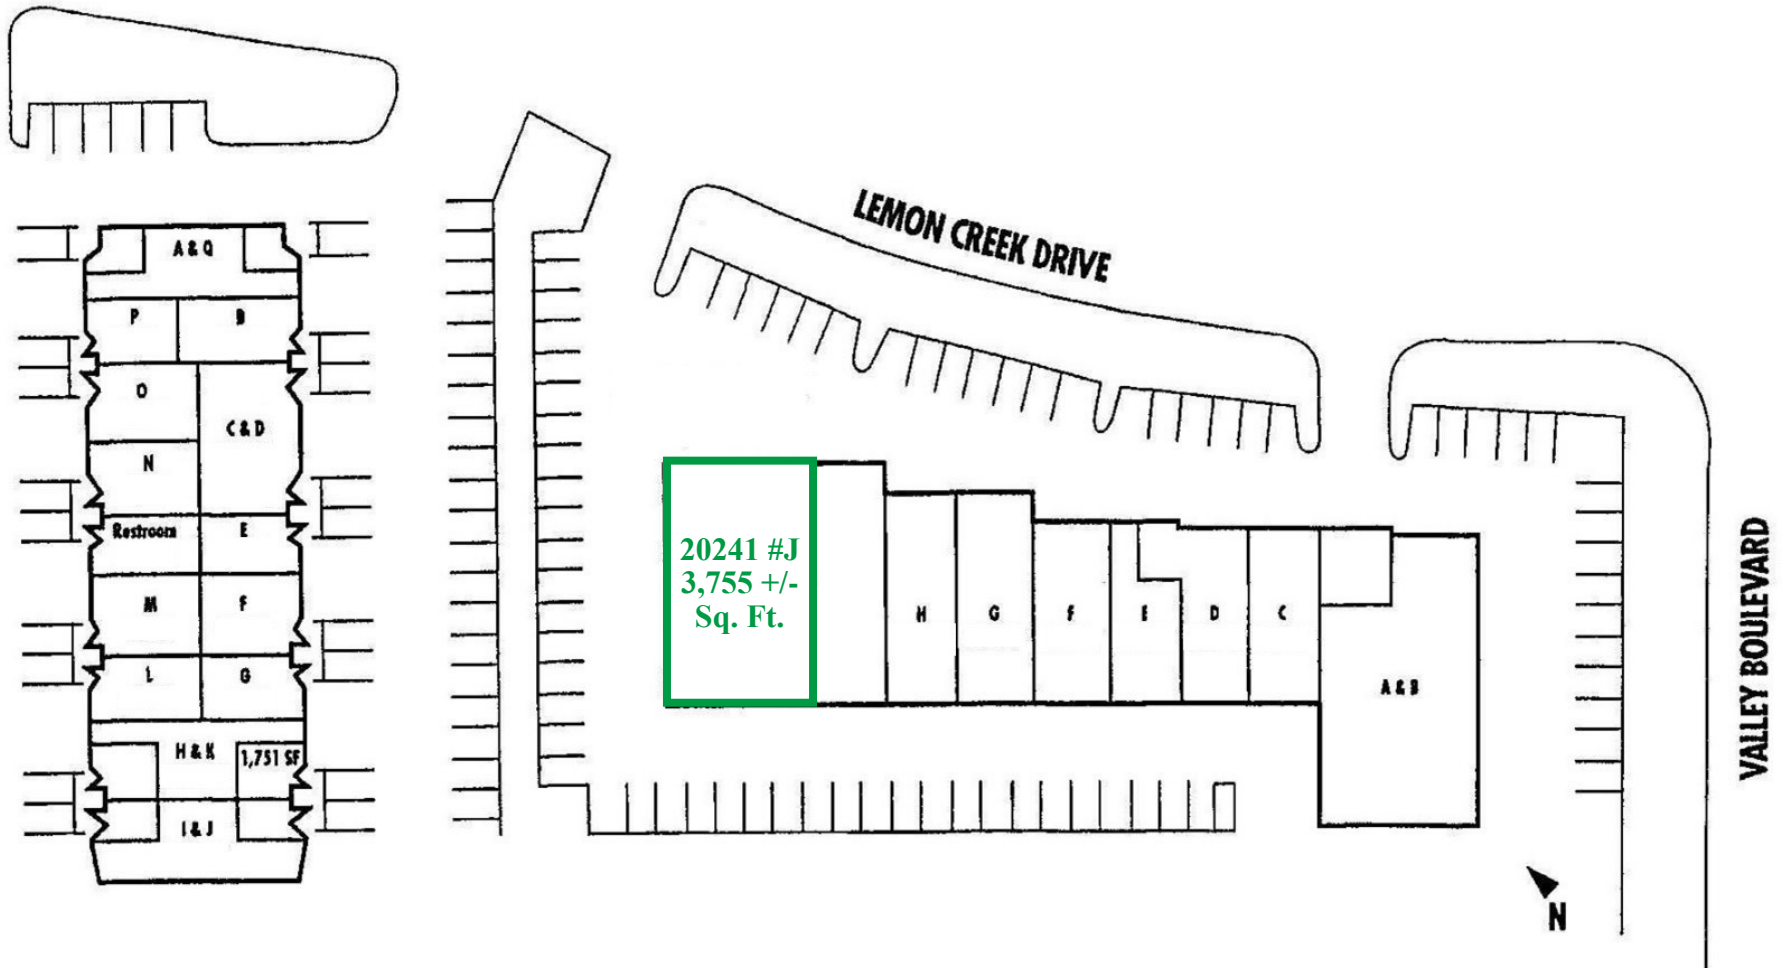 LEMON CREEK DRIVE
A & Q
P
B
O
C & D
N
Restroom
E
M
F
L
G
H & K
1,751 SF
I & J
20241 #J
3,755 +/-
Sq. Ft.
H
G
F
E
D
C
A & B
VALLEY BOULEVARD
N